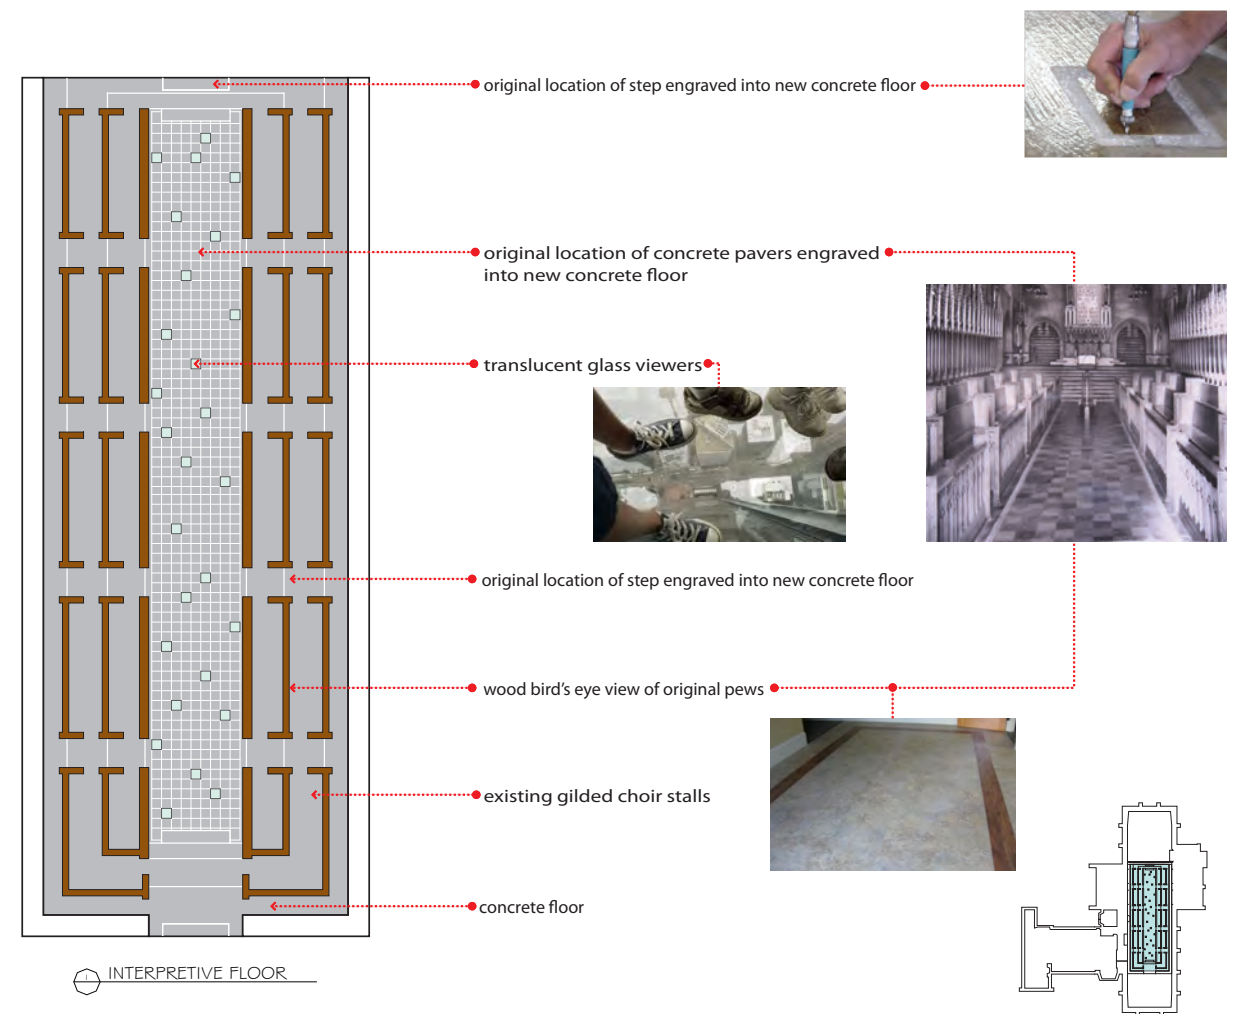 original location of step engraved into new concrete floor
original location of concrete pavers engraved
into new concrete floor
translucent glass viewers
original location of step engraved into new concrete floor
wood bird's eye view of original pews
existing gilded choir stalls
concrete floor
INTERPRETIVE FLOOR